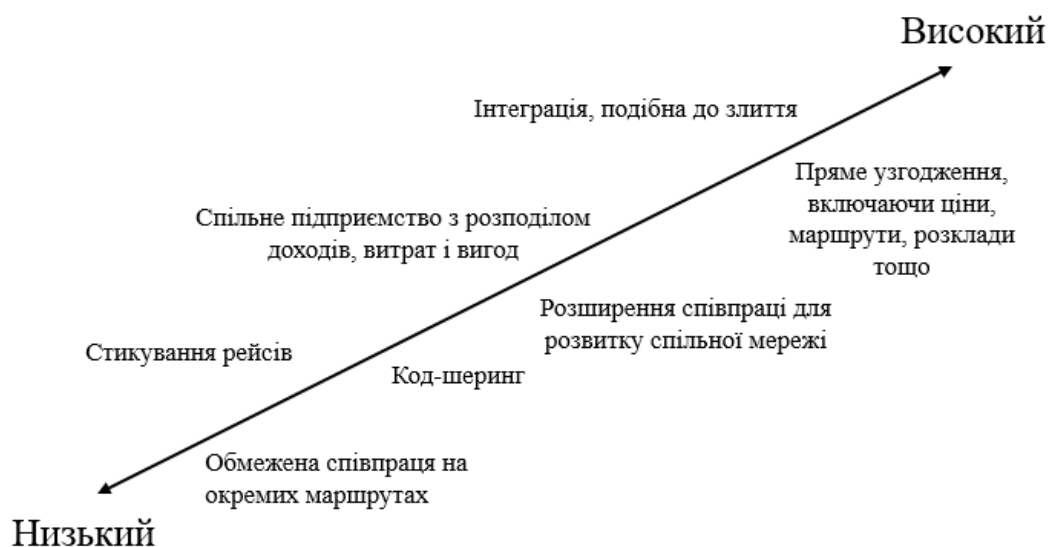 Високий
Інтеграція, подібна до злиття
Пряме узгодження,
включаючи ціни,
маршрути, розклади
тощо
Спільне підприємство з розподілом
доходів, витрат і вигод
Розширення співпраці для
розвитку спільної мережі
Стикування рейсів
Код-шеринг
Обмежена співпраця на
окремих маршрутах
Низький